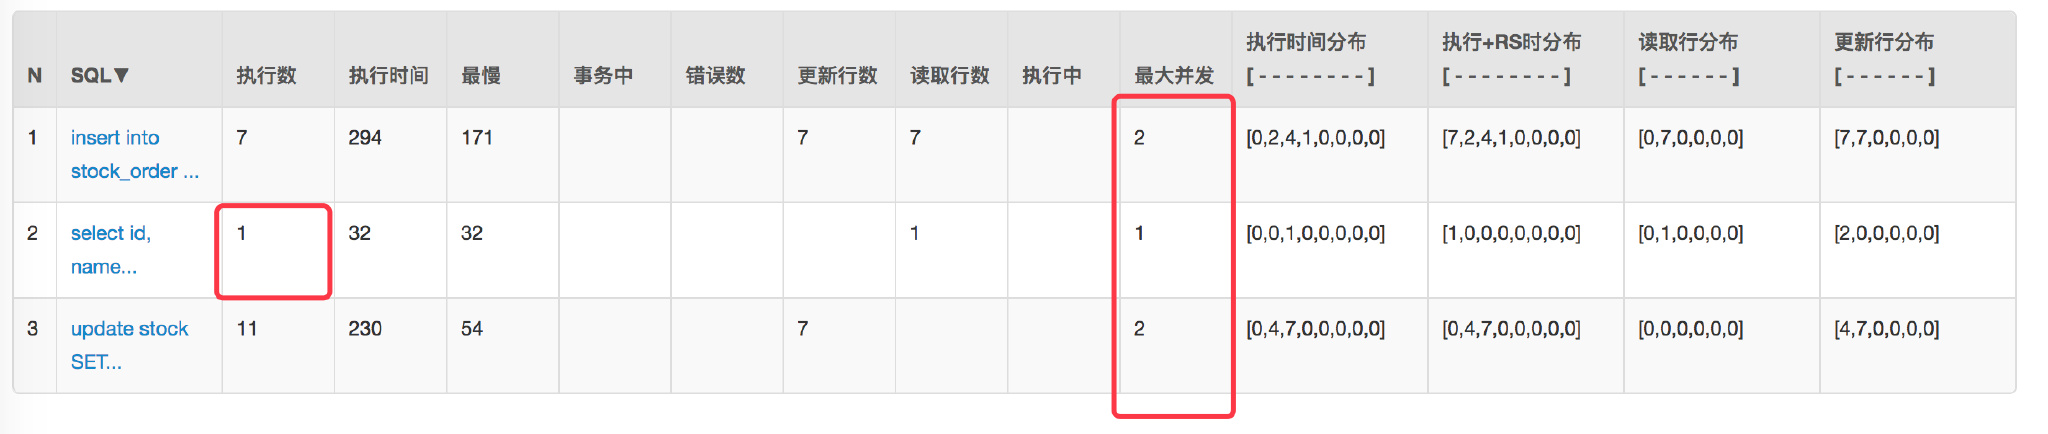 N SQL▼ 执行数 执行时间 最慢 事务中 错误数 更新行数 读取行数 执行中 最大并发 执行时间分布 执行+RS时分布 读取行分布 更新行分布
[ - - - - - - - - ] [ - - - - - - - - ] [ - - - - - - ] [ - - - - - - ]
1 insert into 7 294 171 7 7 2 [0,2,4,1,0,0,0,0] [7,2,4,1,0,0,0,0] [0,7,0,0,0,0] [7,7,0,0,0,0]
stock_order ...
2 select id, 1 32 32 1 1 [0,0,1,0,0,0,0,0] [1,0,0,0,0,0,0,0] [0,1,0,0,0,0] [2,0,0,0,0,0]
name...
3 update stock 11 230 54 7 2 [0,4,7,0,0,0,0,0] [0,4,7,0,0,0,0,0] [0,0,0,0,0,0] [4,7,0,0,0,0]
SET...